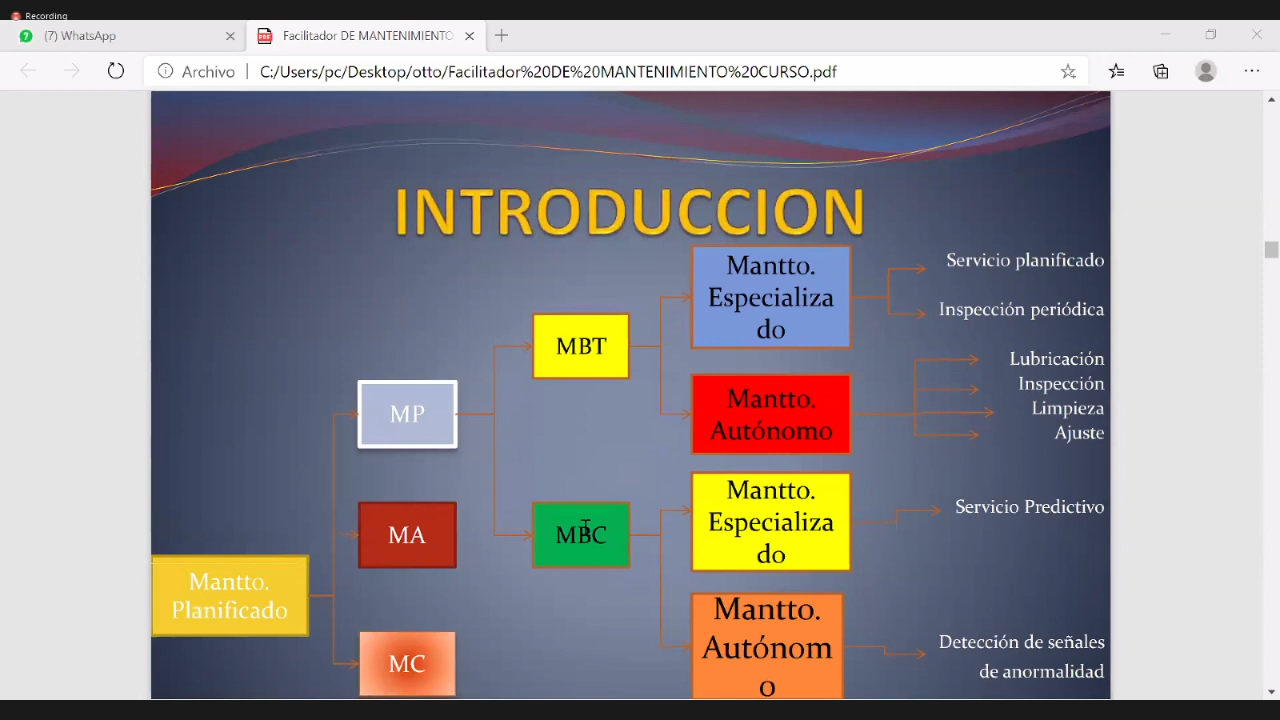 Recording
(7) WhatsApp
Facilitador DE MANTENIMIENTO
Archivo
C:/Users/pc/Desktop/otto/Facilitador%20DE%20MANTENIMIENTO%20CURSO.pdf
INTRODUCCION
Mantto.
Especializa
do
Servicio planificado
Inspección periódica
MBT
Mantto.
Autónomo
Lubricación
Inspección
Limpieza
Ajuste
MP
MA
MBC
Mantto.
Especializa
do
Servicio Predictivo
Mantto.
Planificado
MC
Mantto.
Autónom
o
Detección de señales
de anormalidad